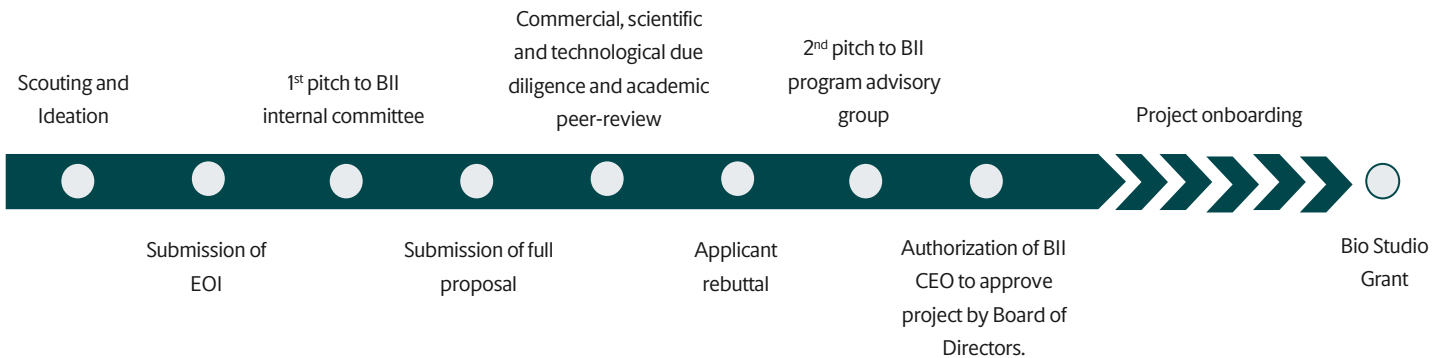 Scouting and
Ideation
Submission of
EOI
1st pitch to BII
internal committee
Submission of full
proposal
Commercial, scientific
and technological due
diligence and academic
peer-review
Applicant
rebuttal
2nd pitch to BII
program advisory
group
Authorization of BII
CEO to approve
project by Board of
Directors.
Project onboarding
Bio Studio
Grant